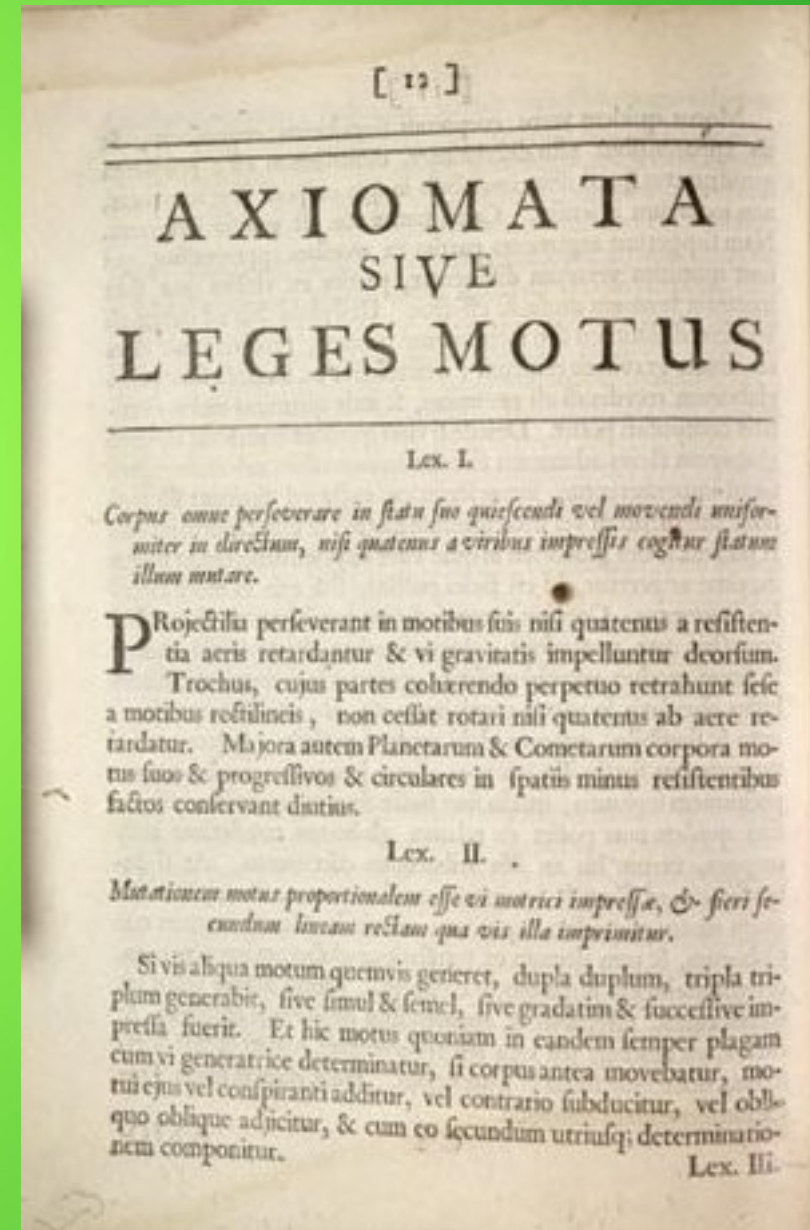 [ 12 ]
AXIOMATA
SIVE
LEGES MOTUS
Lex. I.
Corpus omne perſeverare in ſtatu ſuo quieſcendi vel movendi unifor-
miter in directum, niſi quatenus a viribus impreſſis cogitur ſtatum
illum mutare.
PRojectilia perſeverant in motibus ſuis niſi quatenus a reſiſten-
tia aeris retardantur & vi gravitatis impelluntur deorſum.
Trochus, cujus partes cohærendo perpetuo retrahunt ſeſe
a motibus rectilineis, non ceſſat rotari niſi quatenus ab aere re-
tardatur. Majora autem Planetarum & Cometarum corpora mo-
tus ſuos & progreſſivos & circulares in ſpatiis minus reſiſtentibus
factos conſervant diutius.
Lex. II.
Mutationem motus proportionalem eſſe vi motrici impreſſæ, & fieri ſe-
cundum lineam rectam qua vis illa imprimitur.
Si vis aliqua motum quemvis generet, dupla duplum, tripla tri-
plum generabit, ſive ſimul & ſemel, ſive gradatim & ſucceſſive im-
preſſa fuerit. Et hic motus quoniam in eandem ſemper plagam
cum vi generatrice determinatur, ſi corpus antea movebatur, mo-
tui ejus vel conſpiranti additur, vel contrario ſubducitur, vel obli-
quo oblique adjicitur, & cum eo ſecundum utriuſq; determinatio-
nem componitur.
Lex. III.